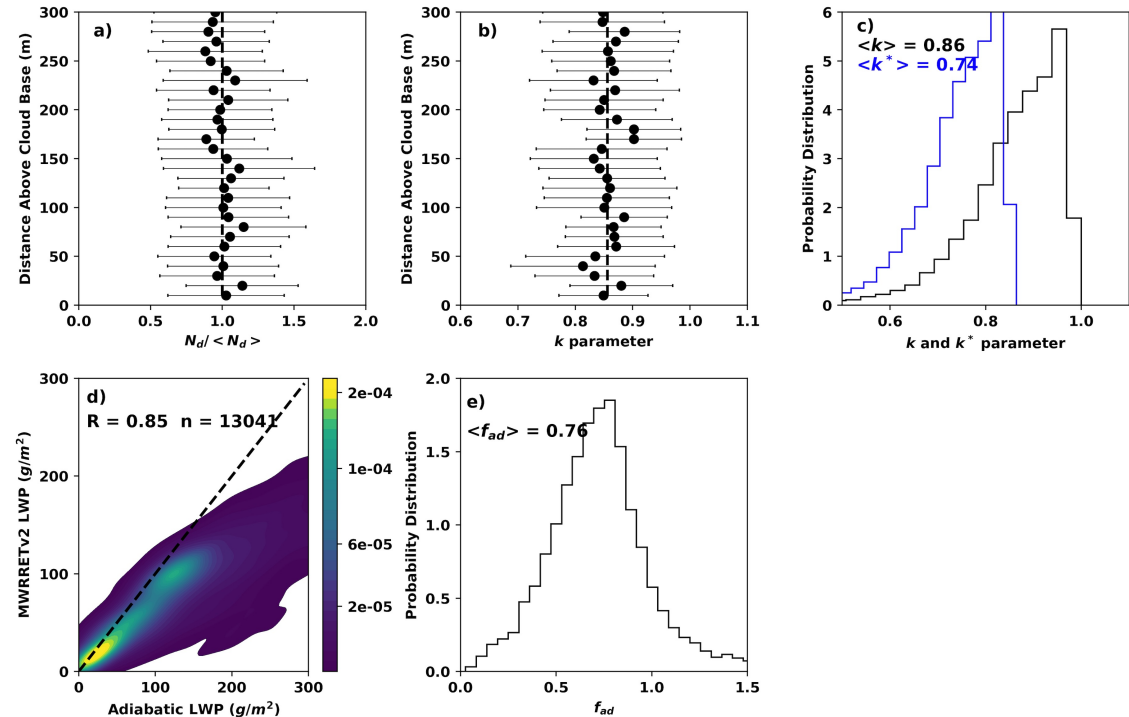 a)
300
250
200
150
100
50
0
Distance Above Cloud Base (m)
0.0 0.5 1.0 1.5 2.0
N_d/<N_d>
b)
300
250
200
150
100
50
0
Distance Above Cloud Base (m)
0.6 0.7 0.8 0.9 1.0 1.1
k parameter
c)
<k> = 0.86
<k*> = 0.74
6
5
4
3
2
1
0
Probability Distribution
0.6 0.8 1.0
k and k* parameter
d)
R = 0.85 n = 13041
300
200
100
0
MWRRETv2 LWP (g/m²)
0 100 200 300
Adiabatic LWP (g/m²)
2e-04
1e-04
6e-05
2e-05
e)
<f_ad> = 0.76
2.0
1.5
1.0
0.5
0.0
Probability Distribution
0.0 0.5 1.0 1.5
f_ad